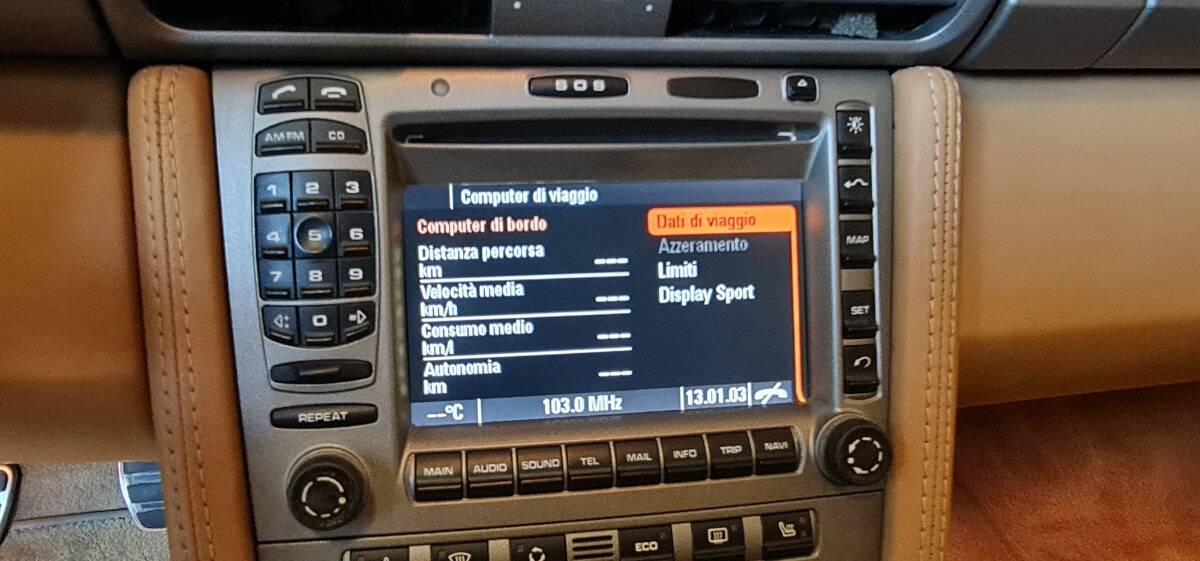 SOS
AM FM CD
1 2 3
4 5 6
7 8 9
0
REPEAT
Computer di viaggio
Computer di bordo
Distanza percorsa ---
km
Velocità media ---
km/h
Consumo medio ---
km/l
Autonomia ---
km
Dati di viaggio
Azzeramento
Limiti
Display Sport
--°C 103.0 MHz 13.01.03
MAP
SET
MAIN AUDIO SOUND TEL MAIL INFO TRIP NAVI
ECO